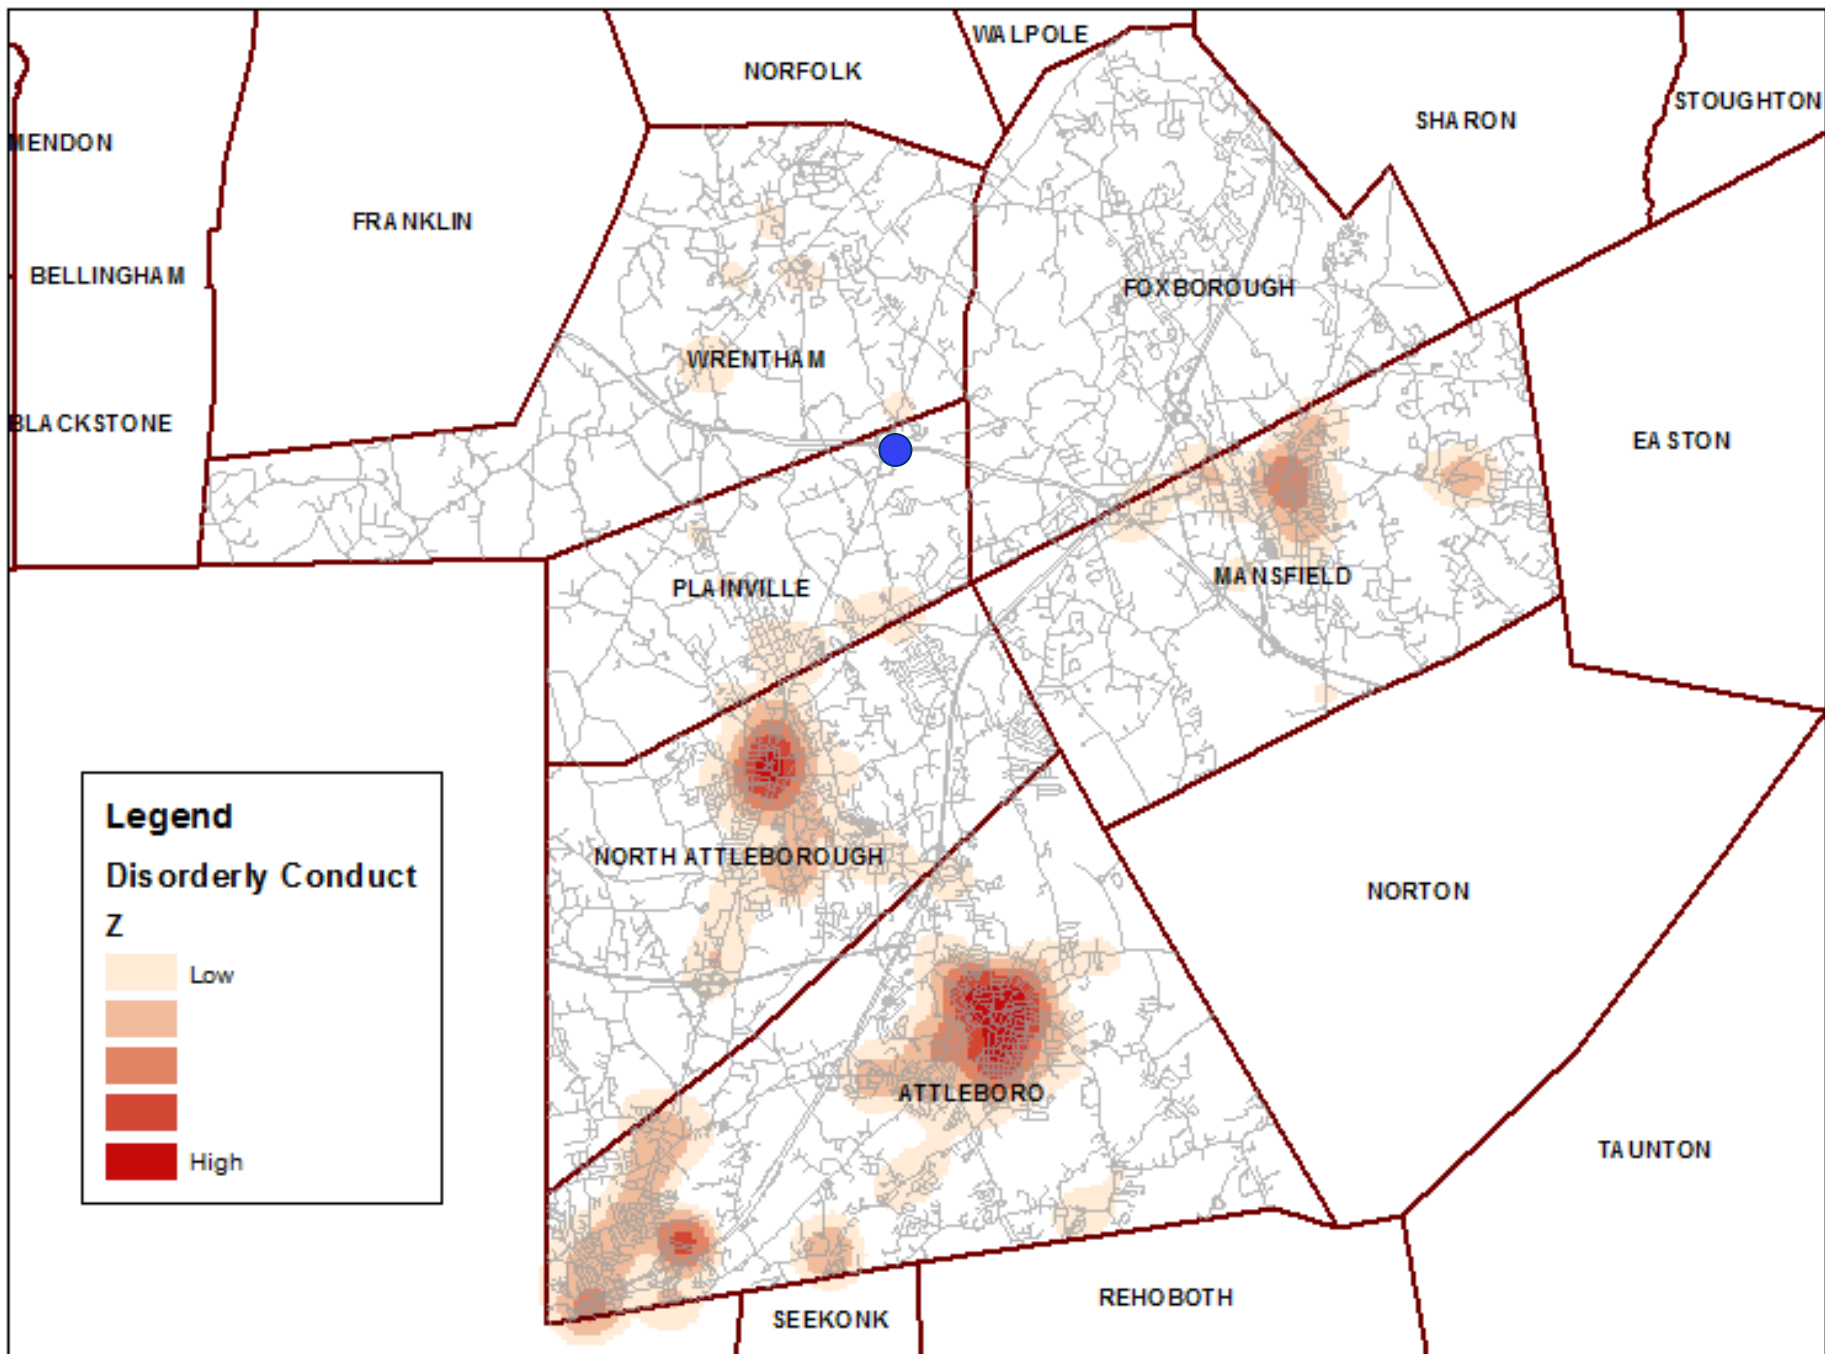 WALPOLE
NORFOLK
STOUGHTON
SHARON
MENDON
FRANKLIN
BELLINGHAM
FOXBOROUGH
WRENTHAM
BLACKSTONE
EASTON
MANSFIELD
PLAINVILLE
Legend
Disorderly Conduct
Z
Low
High
NORTH ATTLEBOROUGH
NORTON
ATTLEBORO
TAUNTON
REHOBOTH
SEEKONK